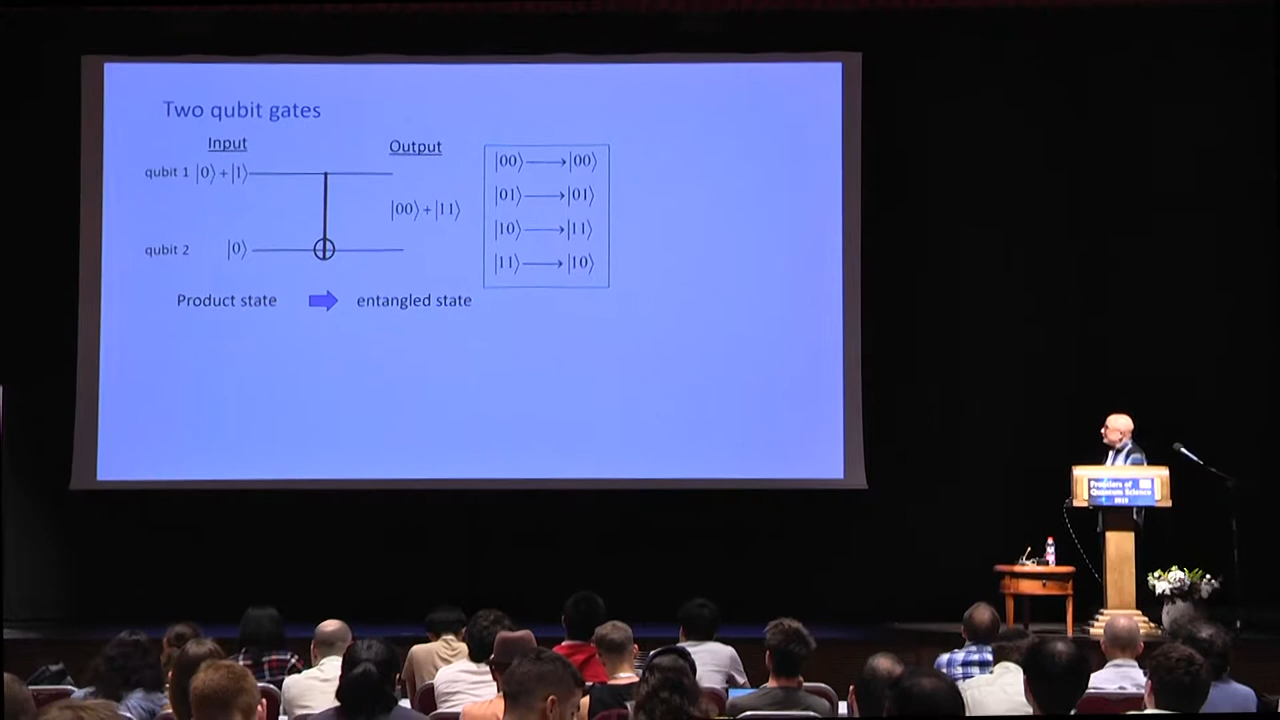 Two qubit gates
Input
Output
qubit 1 |0⟩+|1⟩
|00⟩+|11⟩
qubit 2 |0⟩
Product state
entangled state
|00⟩⟶|00⟩
|01⟩⟶|01⟩
|10⟩⟶|11⟩
|11⟩⟶|10⟩
Frontiers of
Quantum Science
2019